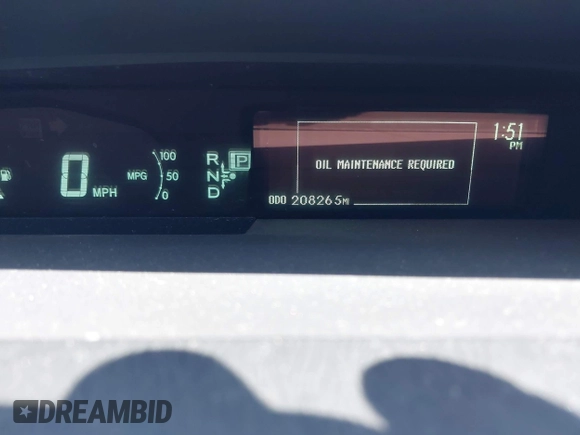 1:51
PM
OIL MAINTENANCE REQUIRED
ODO 208265MI
0 MPH
MPG
100
50
0
R P
N
D
DREAMBID